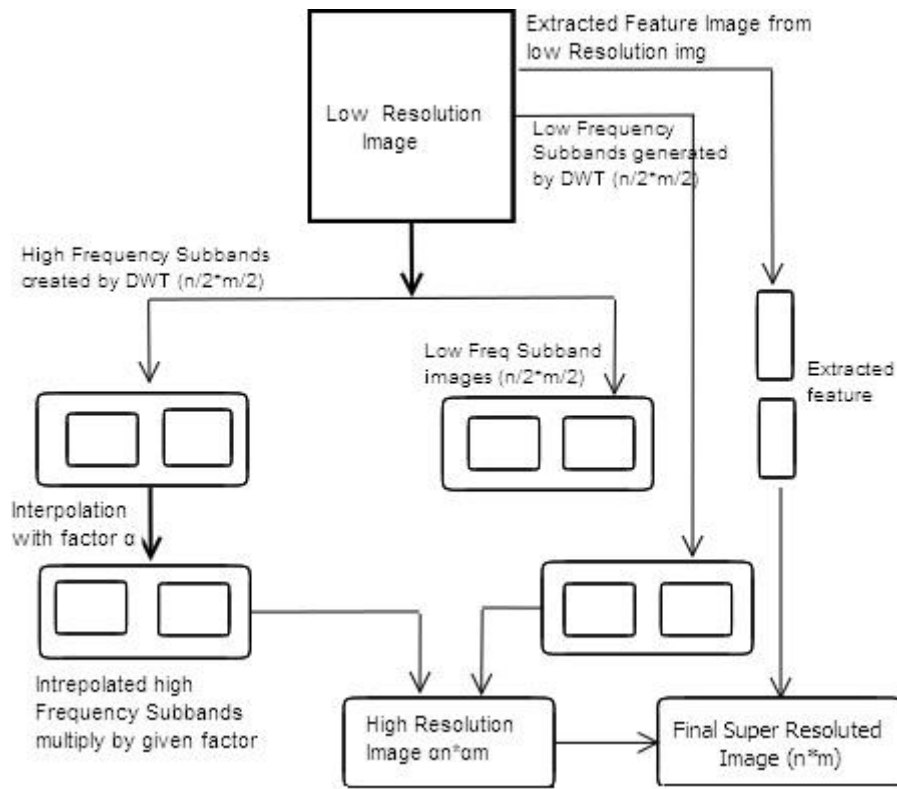 Extracted Feature Image from
low Resolution img
Low Resolution
Image
Low Frequency
Subbands generated
by DWT (n/2*m/2)
High Frequency Subbands
created by DWT (n/2*m/2)
Low Freq Subband
images (n/2*m/2)
Extracted
feature
Interpolation
with factor α
Intrepolated high
Frequency Subbands
multiply by given factor
High Resolution
Image αn*αm
Final Super Resoluted
Image (n*m)